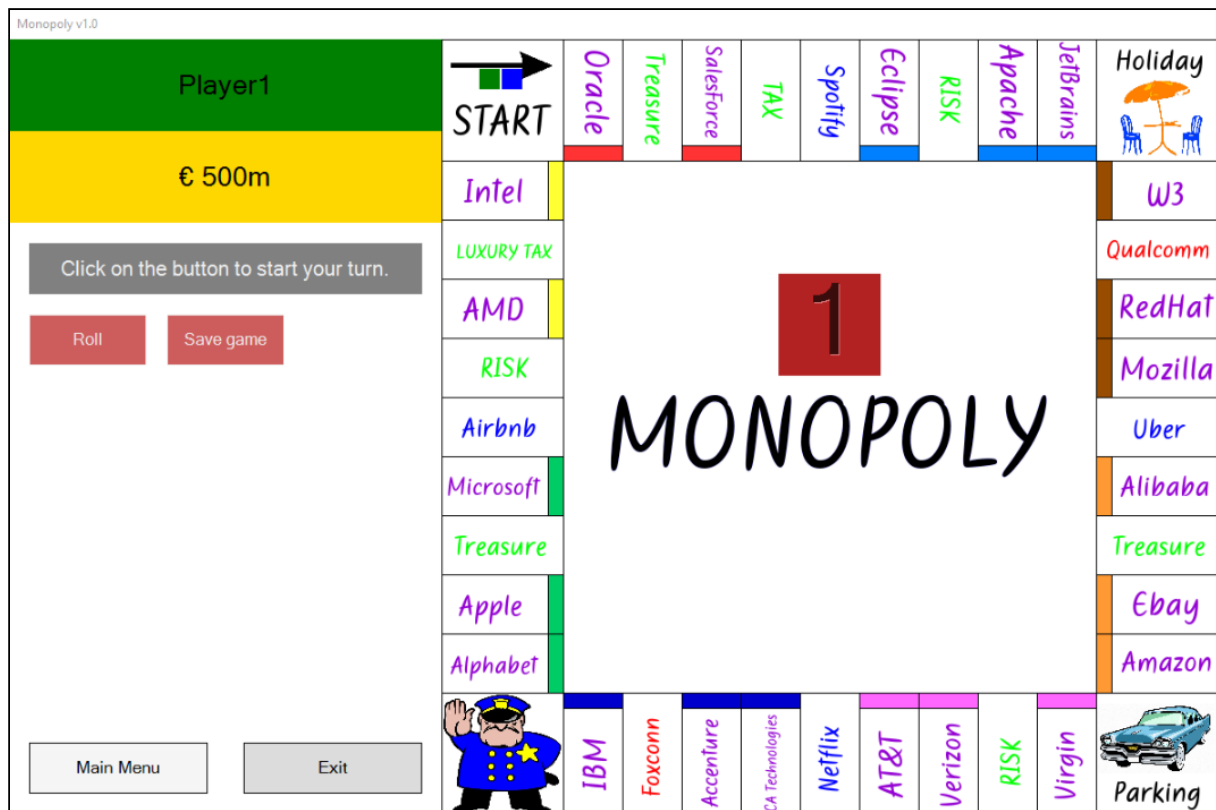 Monopoly v1.0
Player1
€ 500m
Click on the button to start your turn.
Roll
Save game
Main Menu
Exit
START
Oracle
Treasure
SalesForce
TAX
Spotify
Eclipse
RISK
Apache
JetBrains
Holiday
Intel
LUXURY TAX
AMD
RISK
Airbnb
Microsoft
Treasure
Apple
Alphabet
1
MONOPOLY
W3
Qualcomm
RedHat
Mozilla
Uber
Alibaba
Treasure
Ebay
Amazon
IBM
Foxconn
Accenture
CA Technologies
Netflix
AT&T
Verizon
RISK
Virgin
Parking